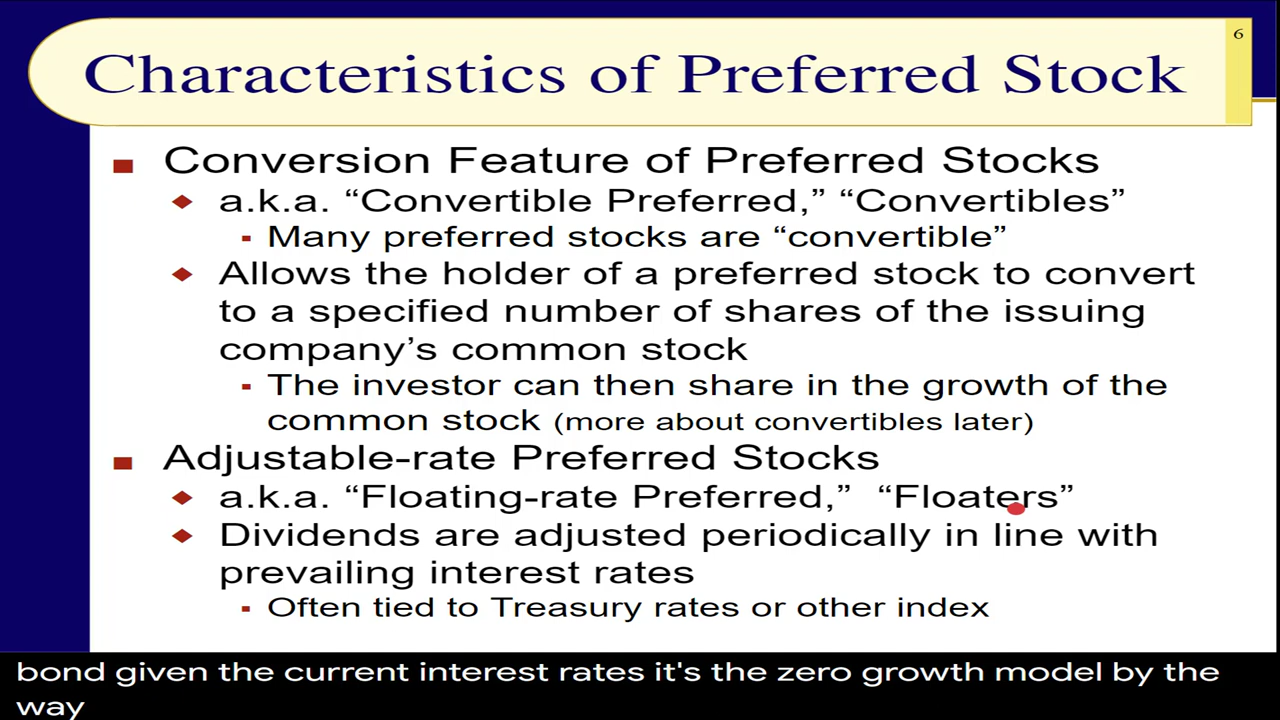 6
Characteristics of Preferred Stock
Conversion Feature of Preferred Stocks
a.k.a. “Convertible Preferred,” “Convertibles”
Many preferred stocks are “convertible”
Allows the holder of a preferred stock to convert
to a specified number of shares of the issuing
company’s common stock
The investor can then share in the growth of the
common stock (more about convertibles later)
Adjustable-rate Preferred Stocks
a.k.a. “Floating-rate Preferred,” “Floaters”
Dividends are adjusted periodically in line with
prevailing interest rates
Often tied to Treasury rates or other index
bond given the current interest rates it's the zero growth model by the
way